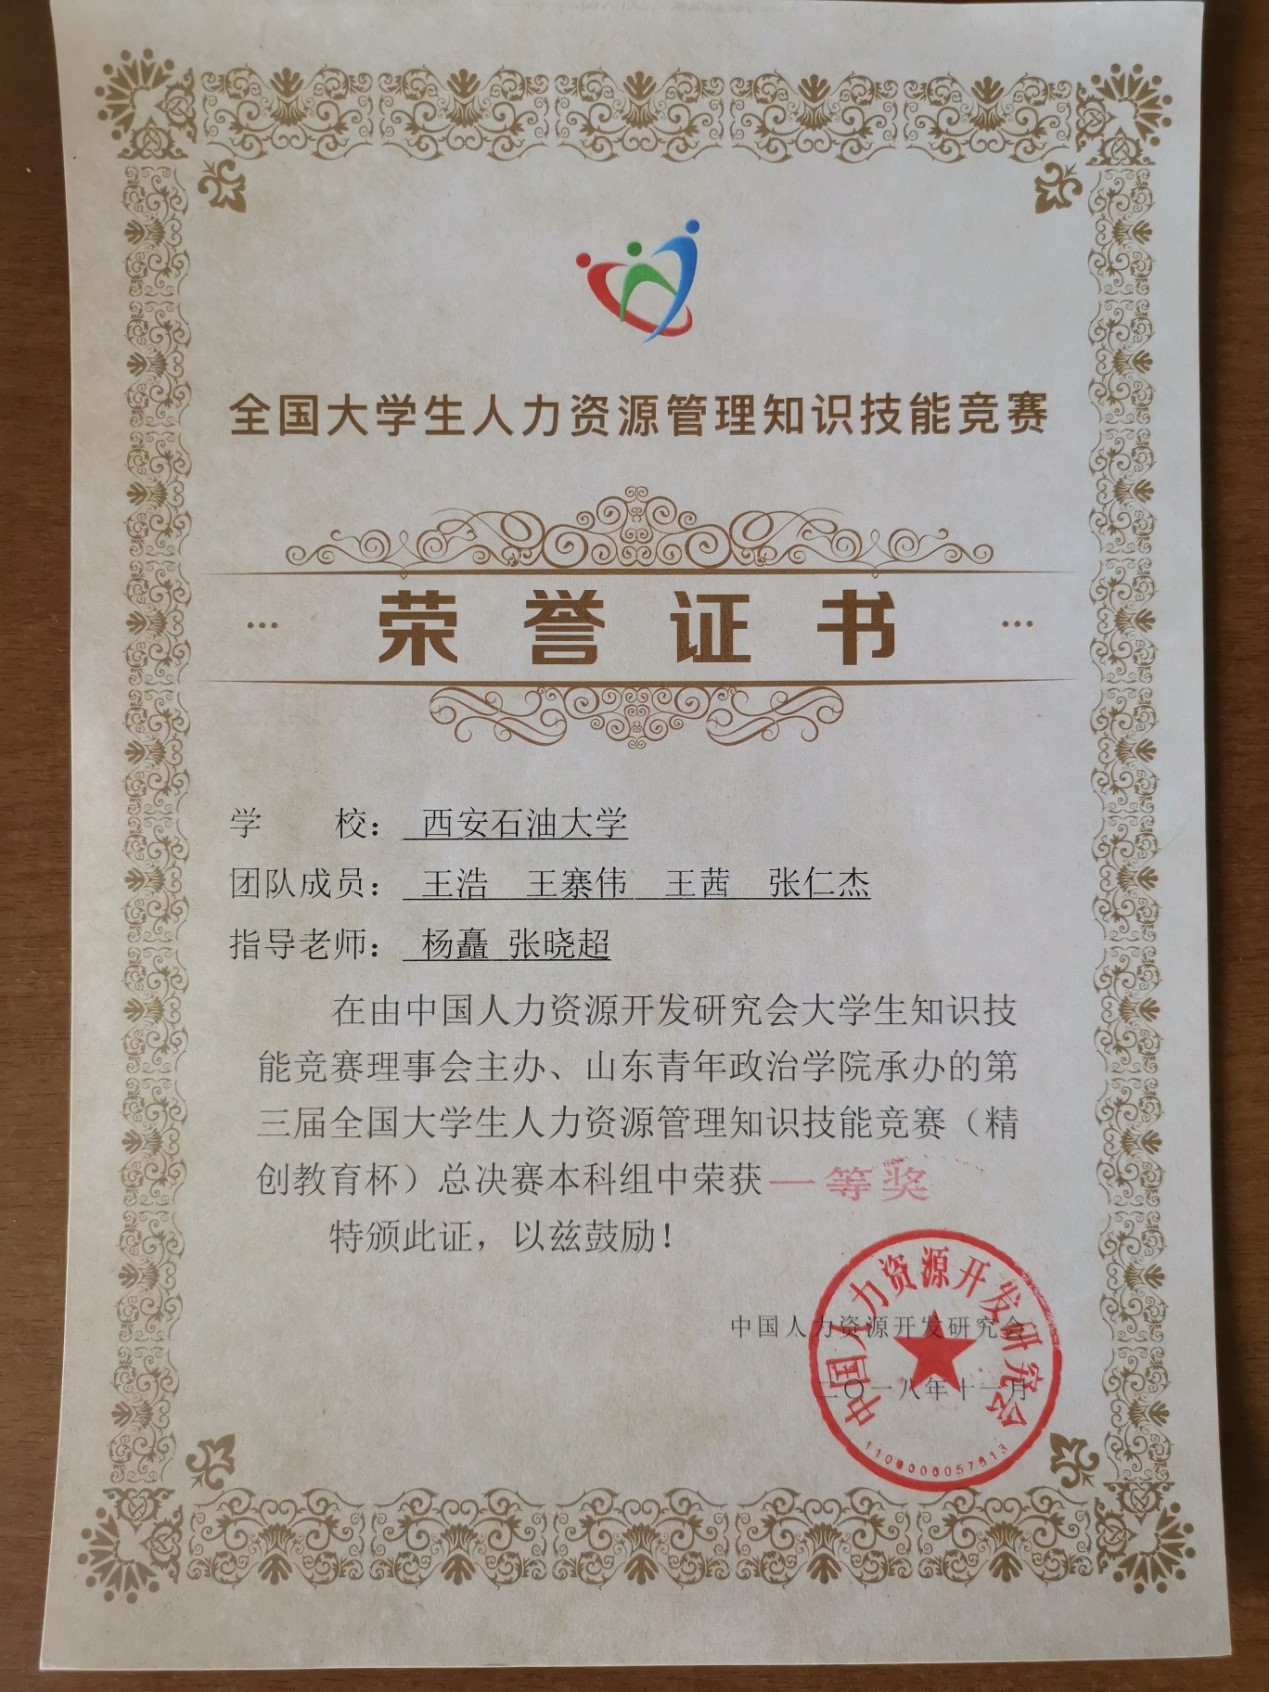 全国大学生人力资源管理知识技能竞赛
··· 荣誉证书 ···
学 校： 西安石油大学
团队成员： 王浩 王寨伟 王茜 张仁杰
指导老师： 杨矗 张晓超
在由中国人力资源开发研究会大学生知识技
能竞赛理事会主办、山东青年政治学院承办的第
三届全国大学生人力资源管理知识技能竞赛（精
创教育杯）总决赛本科组中荣获一等奖
特颁此证，以兹鼓励！
中国人力资源开发研究会
二〇一八年十一月
中国人力资源开发研究会